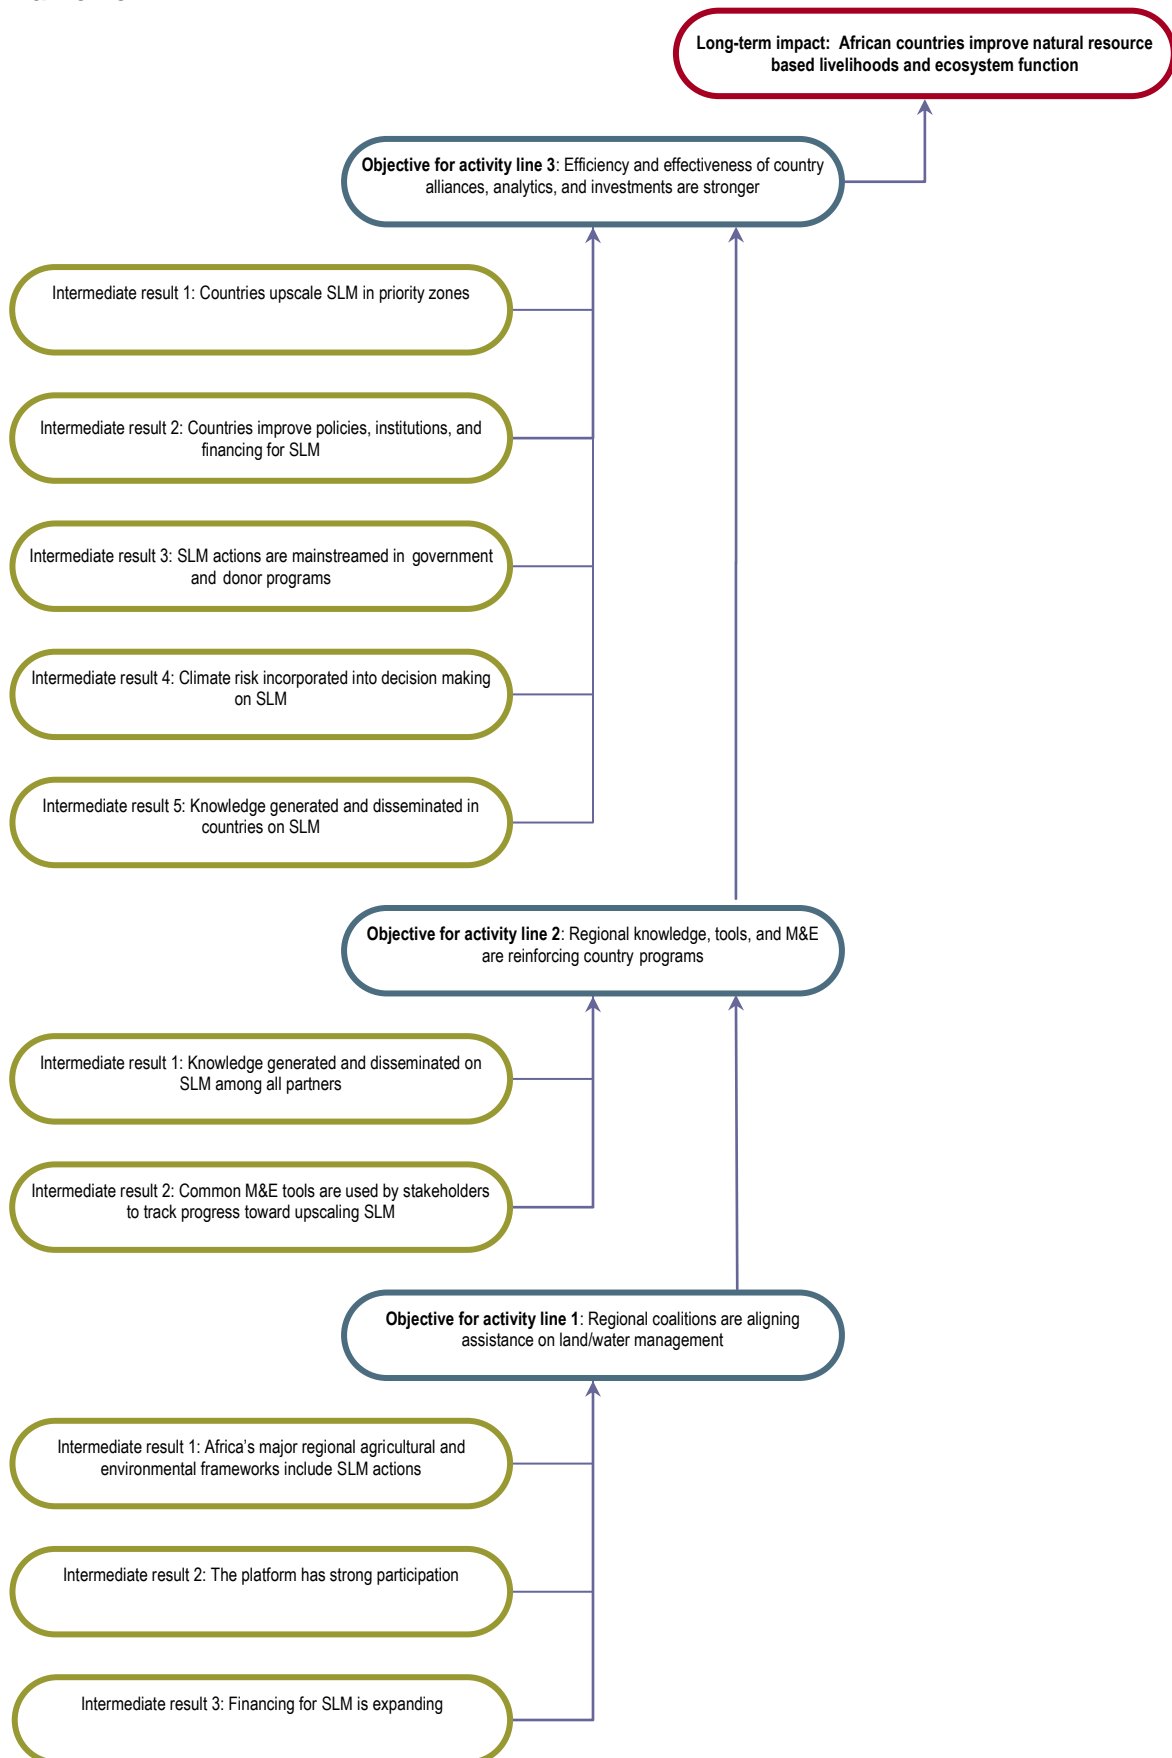 Long-term impact: African countries improve natural resource
based livelihoods and ecosystem function
Objective for activity line 3: Efficiency and effectiveness of country
alliances, analytics, and investments are stronger
Intermediate result 1: Countries upscale SLM in priority zones
Intermediate result 2: Countries improve policies, institutions, and
financing for SLM
Intermediate result 3: SLM actions are mainstreamed in government
and donor programs
Intermediate result 4: Climate risk incorporated into decision making
on SLM
Intermediate result 5: Knowledge generated and disseminated in
countries on SLM
Objective for activity line 2: Regional knowledge, tools, and M&E
are reinforcing country programs
Intermediate result 1: Knowledge generated and disseminated on
SLM among all partners
Intermediate result 2: Common M&E tools are used by stakeholders
to track progress toward upscaling SLM
Objective for activity line 1: Regional coalitions are aligning
assistance on land/water management
Intermediate result 1: Africa's major regional agricultural and
environmental frameworks include SLM actions
Intermediate result 2: The platform has strong participation
Intermediate result 3: Financing for SLM is expanding